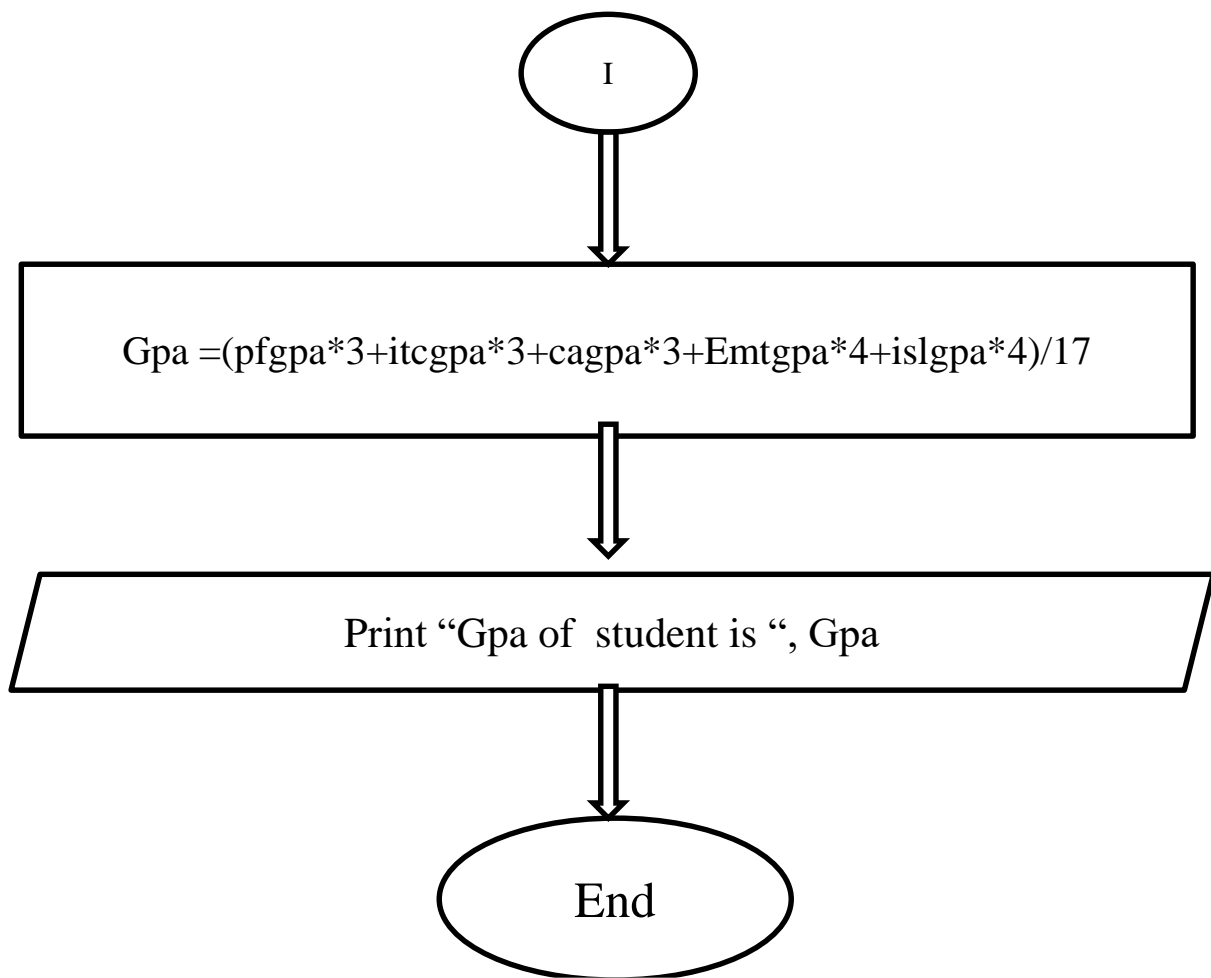 I
Gpa =(pfgpa*3+itcgpa*3+cagpa*3+Emtgpa*4+islgpa*4)/17
Print “Gpa of  student is “, Gpa
End